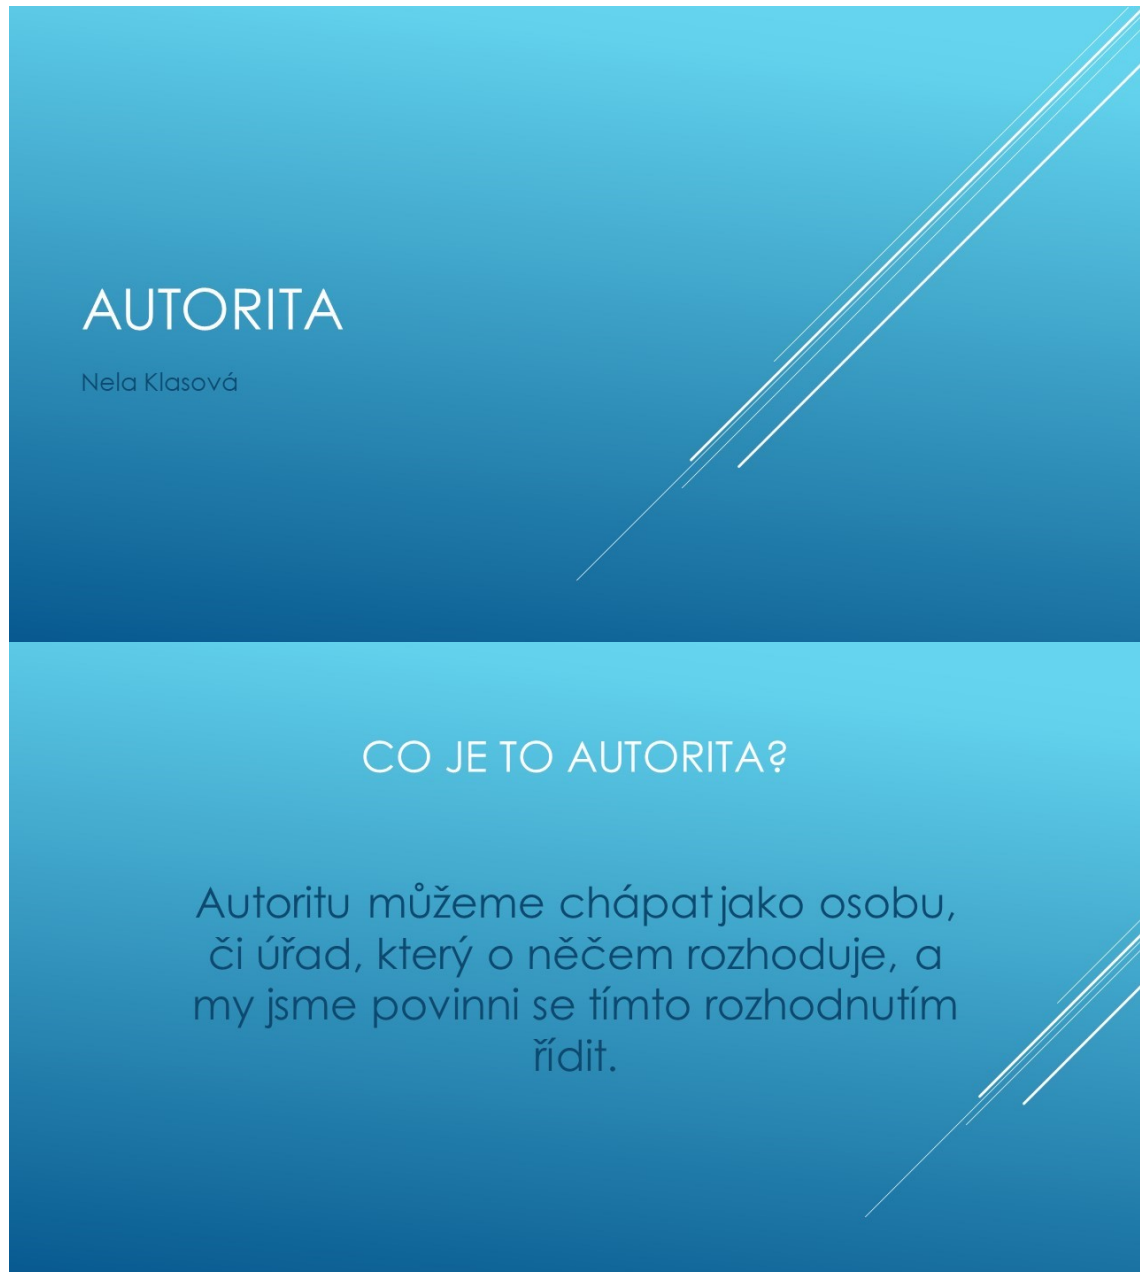 AUTORITA
Nela Klasová
CO JE TO AUTORITA?
Autoritu můžeme chápat jako osobu,
či úřad, který o něčem rozhoduje, a
my jsme povinni se tímto rozhodnutím
řídit.